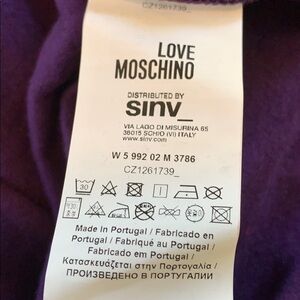 CZ1261739_
LOVE
MOSCHINO
DISTRIBUTED BY
sinv_
VIA LAGO DI MISURINA 65
36015 SCHIO (VI) ITALY
www.sinv.com
W 5 992 02 M 3786
CZ1261739_
30
Made in Portugal / Fabricado en
Portugal / Fabriqué au Portugal /
Fabricado em Portugal /
Κατασκευάζεται στην Πορτογαλία /
ПРОИЗВЕДЕНО В ПОРТУГАЛИИ